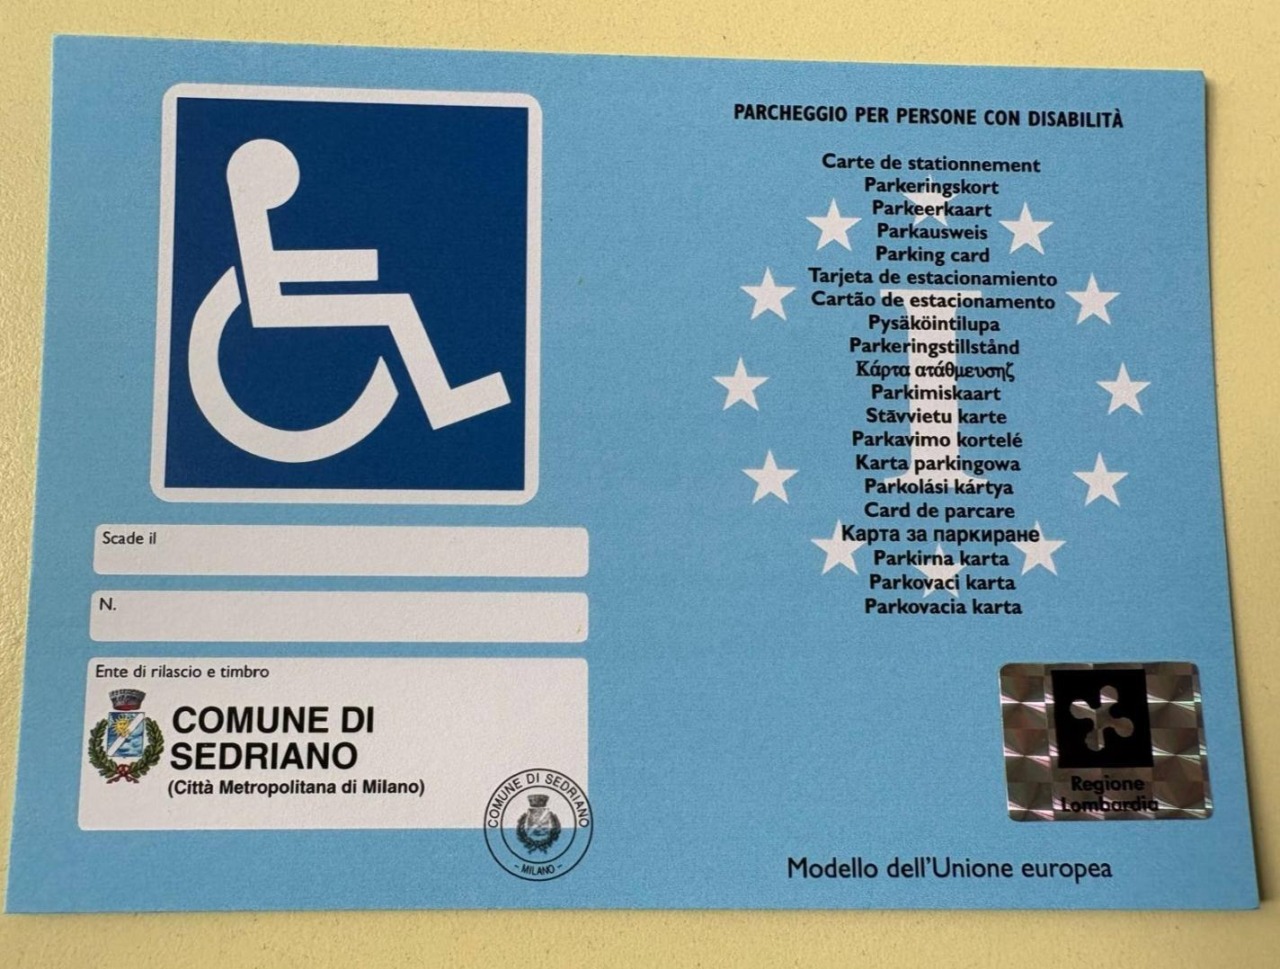 Scade il
N.
Ente di rilascio e timbro
COMUNE DI
SEDRIANO
(Città Metropolitana di Milano)
COMUNE DI SEDRIANO
- MILANO -
PARCHEGGIO PER PERSONE CON DISABILITÀ
Carte de stationnement
Parkeringskort
Parkeerkaart
Parkausweis
Parking card
Tarjeta de estacionamiento
Cartão de estacionamento
Pysäköintilupa
Parkeringstillstånd
Κάρτα ατάθμευσηζ
Parkimiskaart
Stāvvietu karte
Parkavimo kortelé
Karta parkingowa
Parkolási kártya
Card de parcare
Карта за паркиране
Parkirna karta
Parkovaci karta
Parkovacia karta
I
Regione
Lombardia
Modello dell'Unione europea